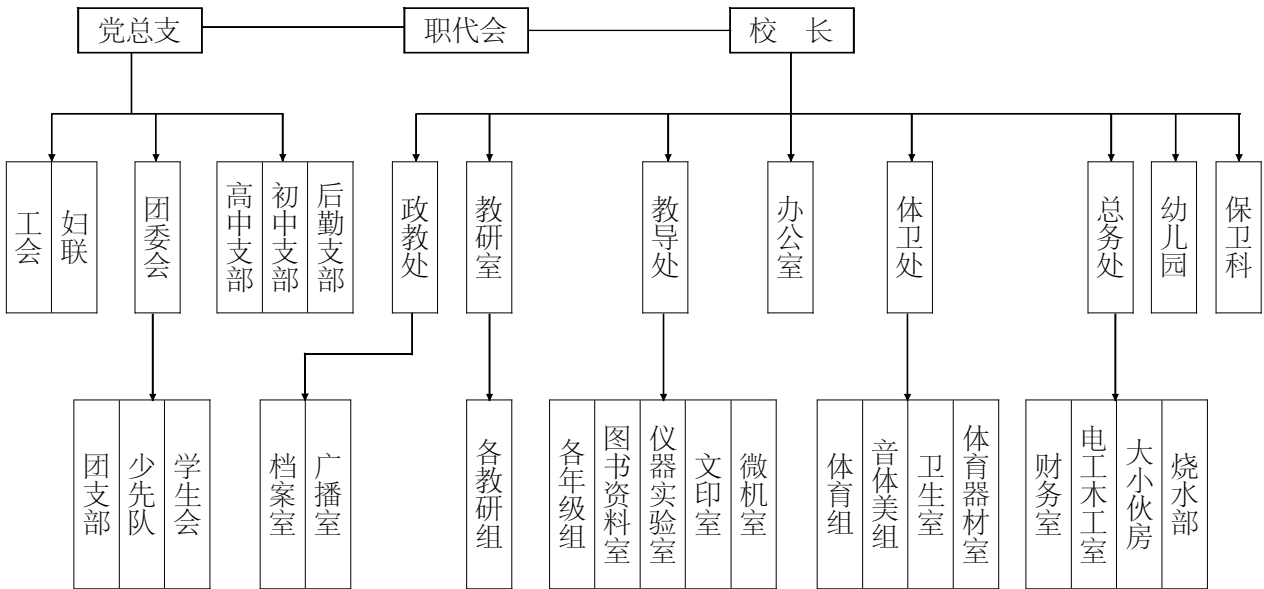 党总支
职代会
校 长
工会
妇联
团委会
高中支部
初中支部
后勤支部
政教处
教研室
教导处
办公室
体卫处
总务处
幼儿园
保卫科
团支部
少先队
学生会
档案室
广播室
各教研组
各年级组
图书资料室
仪器实验室
文印室
微机室
体育组
音体美组
卫生室
体育器材室
财务室
电工木工室
大小伙房
烧水部